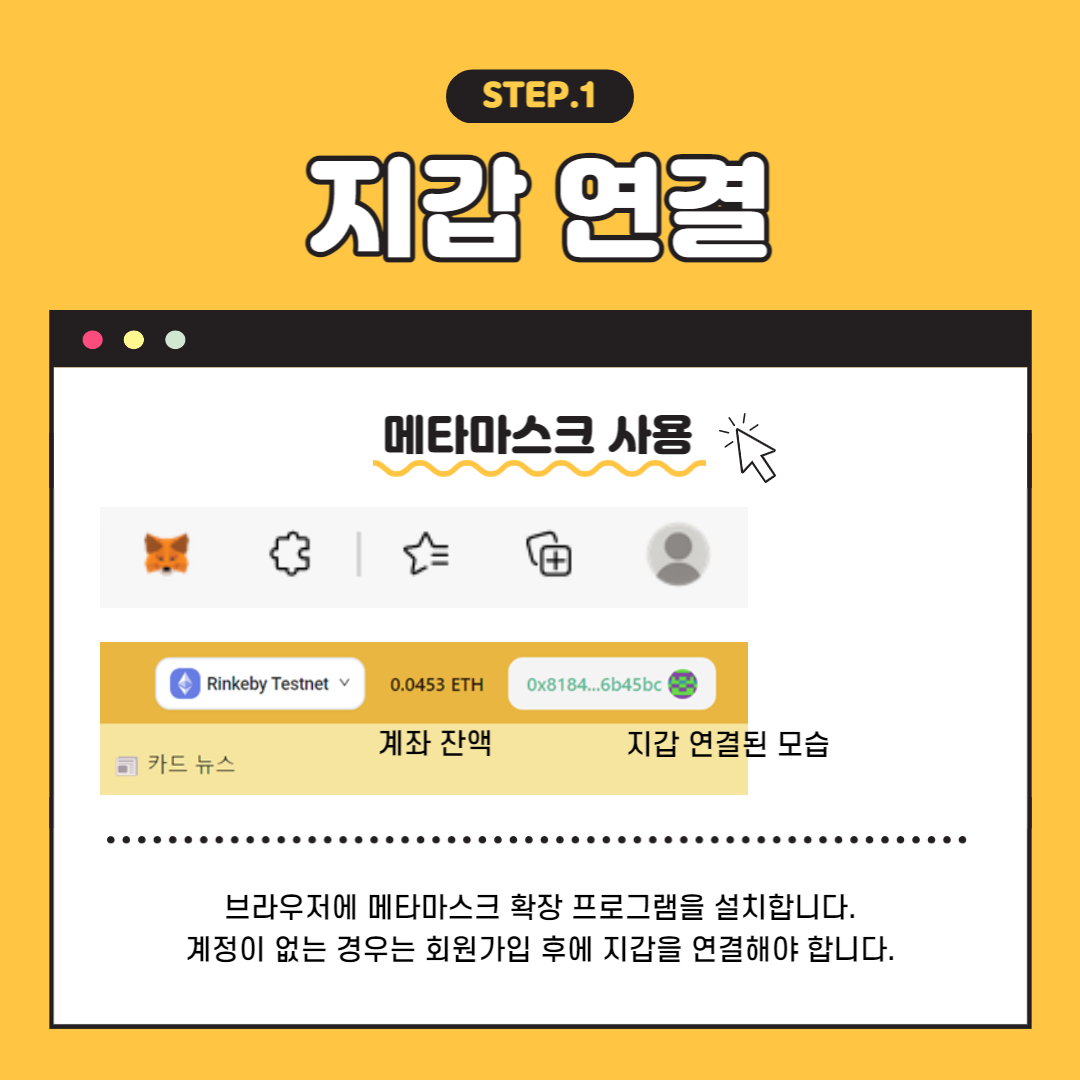 STEP.1
지갑 연결
메타마스크 사용
Rinkeby Testnet 0.0453 ETH 0x8184...6b45bc
계좌 잔액 지갑 연결된 모습
카드 뉴스
브라우저에 메타마스크 확장 프로그램을 설치합니다.
계정이 없는 경우는 회원가입 후에 지갑을 연결해야 합니다.